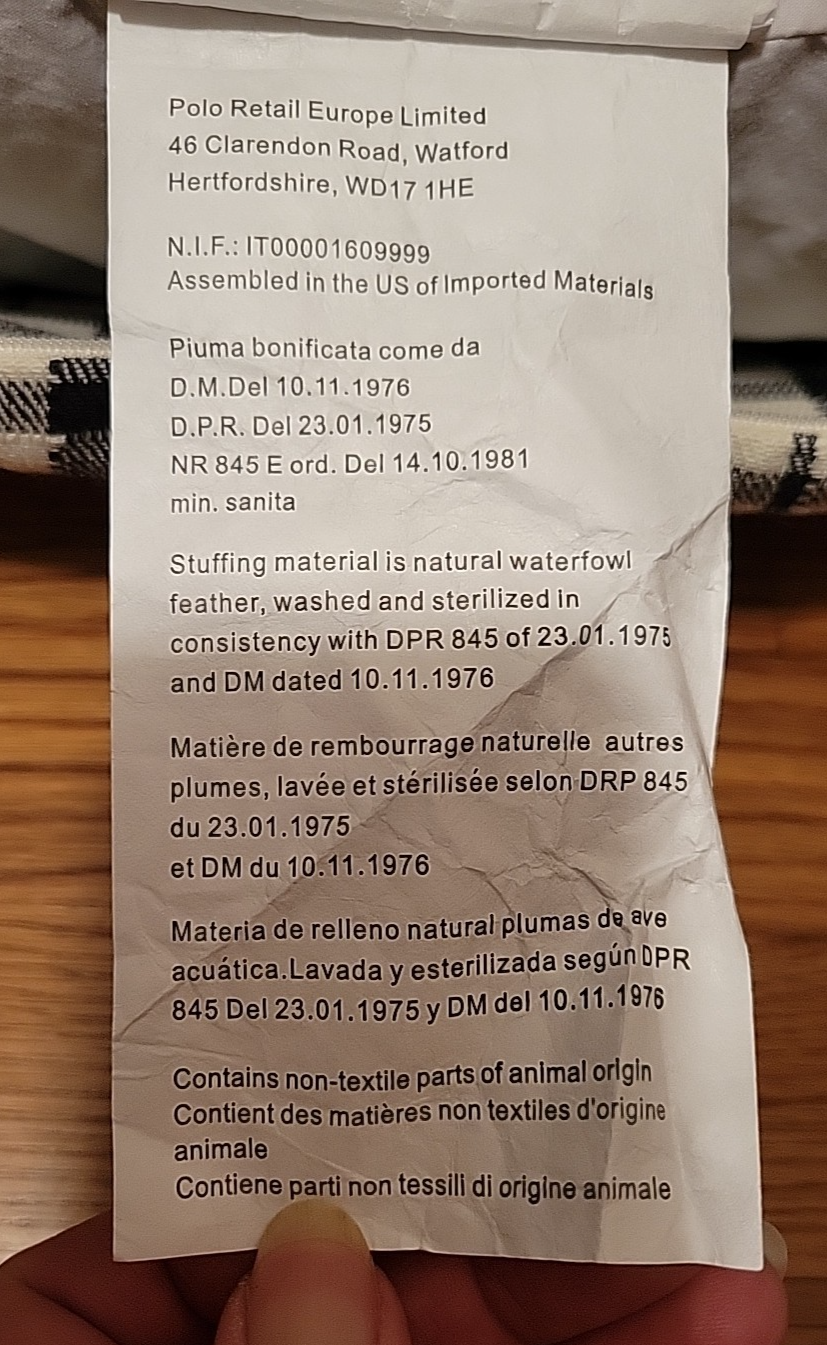 Polo Retail Europe Limited
46 Clarendon Road, Watford
Hertfordshire, WD17 1HE
N.I.F.: IT00001609999
Assembled in the US of Imported Materials
Piuma bonificata come da
D.M.Del 10.11.1976
D.P.R. Del 23.01.1975
NR 845 E ord. Del 14.10.1981
min. sanita
Stuffing material is natural waterfowl
feather, washed and sterilized in
consistency with DPR 845 of 23.01.1975
and DM dated 10.11.1976
Matière de rembourrage naturelle autres
plumes, lavée et stérilisée selon DRP 845
du 23.01.1975
et DM du 10.11.1976
Materia de relleno natural plumas de ave
acuática.Lavada y esterilizada según DPR
845 Del 23.01.1975 y DM del 10.11.1976
Contains non-textile parts of animal origin
Contient des matières non textiles d'origine
animale
Contiene parti non tessili di origine animale